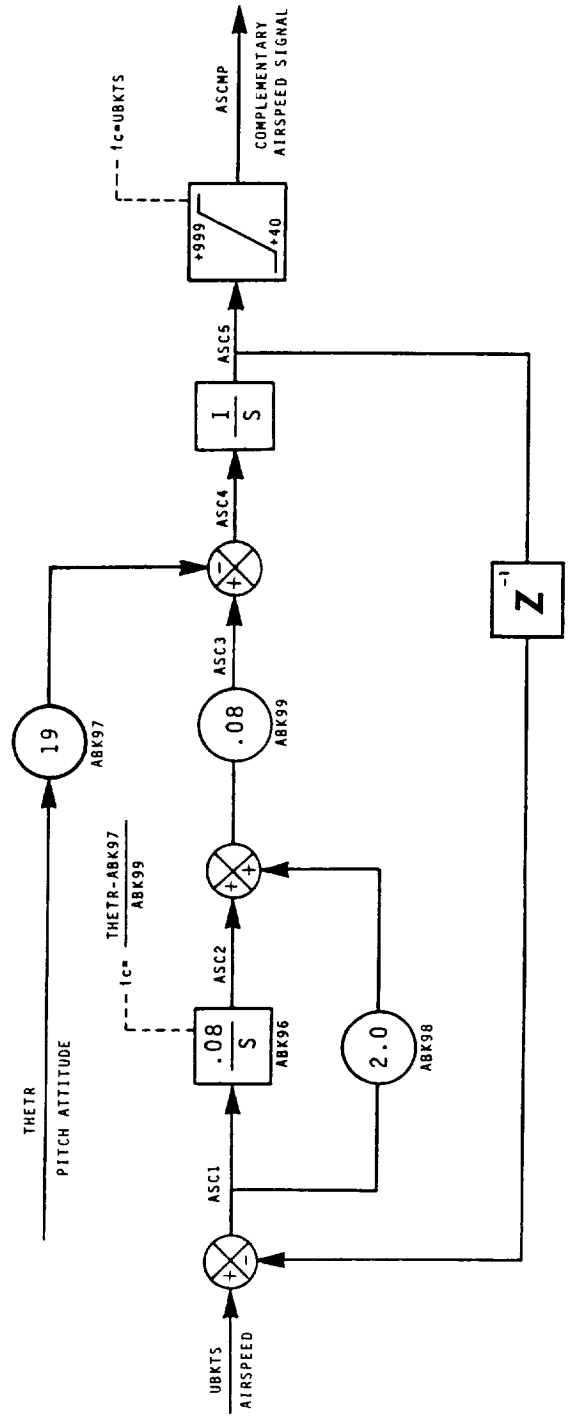 THETR
PITCH ATTITUDE
19
ABK97
ic= THETR-ABK97
ABK99
ic=UBKTS
UBKTS
AIRSPEED
+
-
ASC1
.08
S
ABK96
ASC2
+
+
.08
ABK99
ASC3
+
-
ASC4
1
S
ASC5
+999
+40
ASCMP
COMPLEMENTARY
AIRSPEED SIGNAL
2.0
ABK98
Z-1